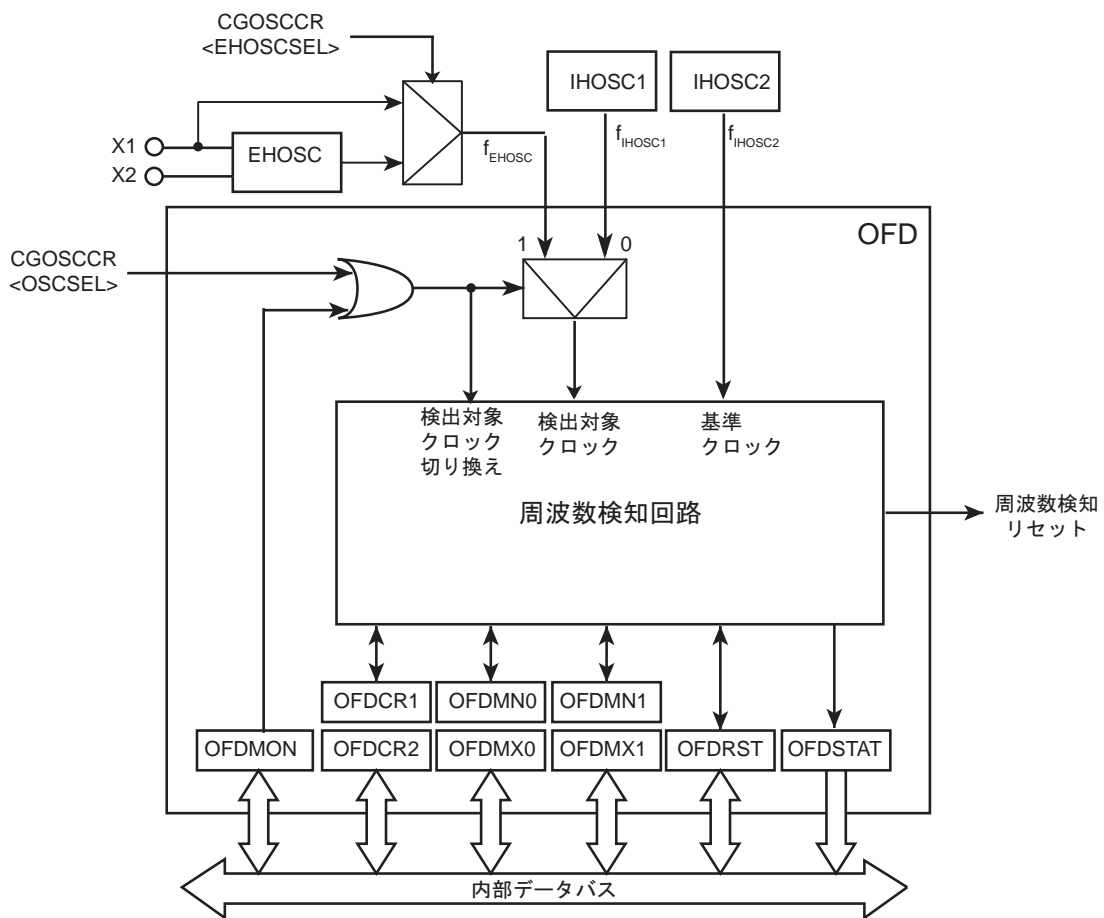 CGOSCCR
<EHOSCSEL>
IHOSC1
IHOSC2
X1
X2
EHOSC
fEHOSC
fIHOSC1
fIHOSC2
OFD
1
0
CGOSCCR
<OSCSEL>
検出対象
クロック
切り換え
検出対象
クロック
基準
クロック
周波数検知回路
周波数検知
リセット
OFDCR1
OFDMN0
OFDMN1
OFDMON
OFDCR2
OFDMX0
OFDMX1
OFDRST
OFDSTAT
内部データバス